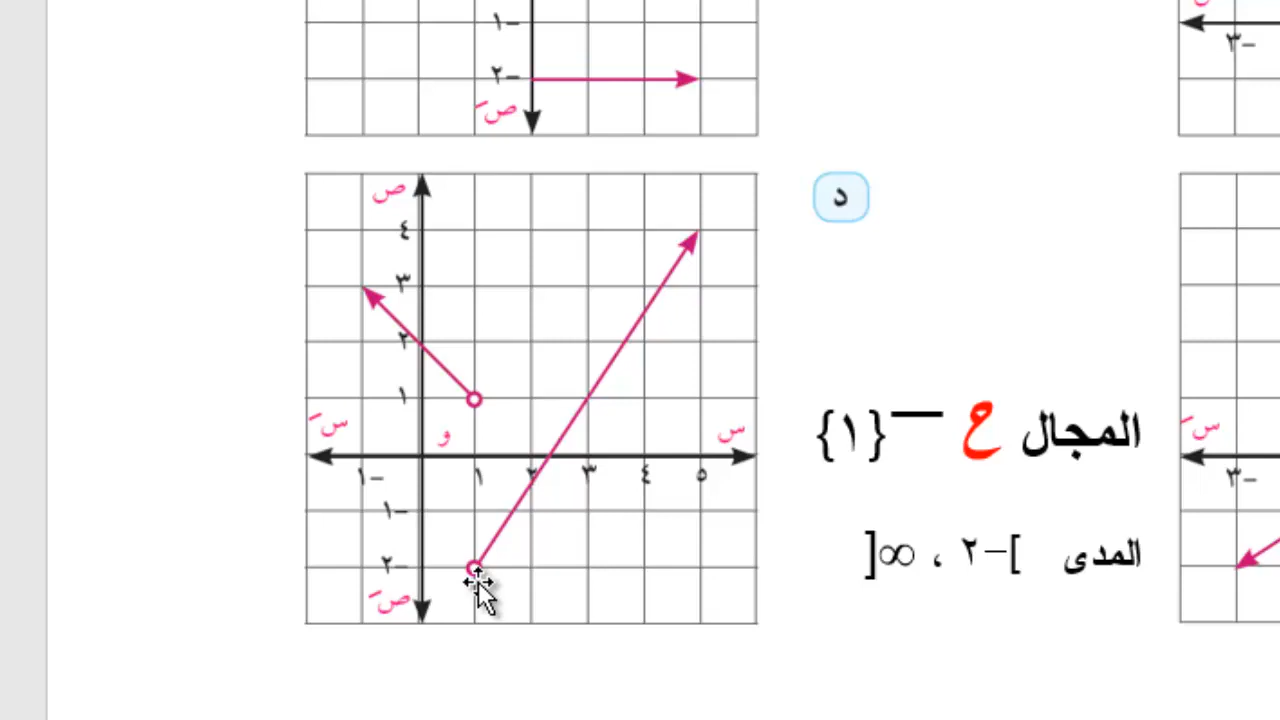 –١
–٢
صَ
سَ
–٣
د
ص
٤
٣
٢
١
سَ
و
س
–١
١
٢
٣
٤
٥
–١
–٢
صَ
المجال ح – {١}
المدى ]–٢ ، ∞[
سَ
–٣